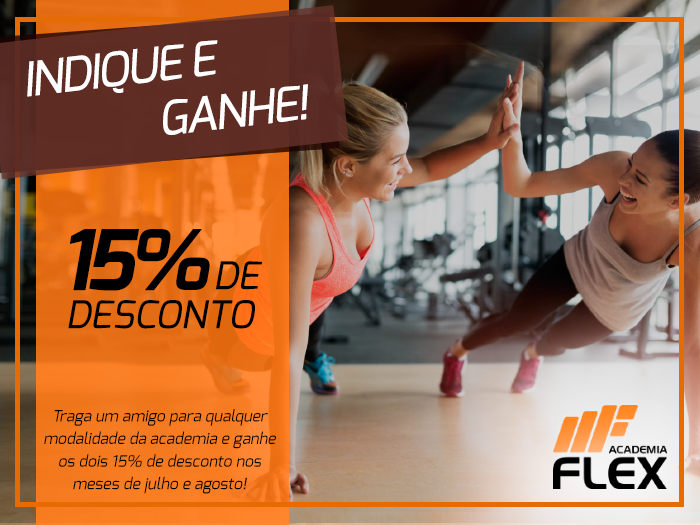 INDIQUE E
GANHE!
15% DE
DESCONTO
Traga um amigo para qualquer
modalidade da academia e ganhe
os dois 15% de desconto nos
meses de julho e agosto!
ACADEMIA
FLEX